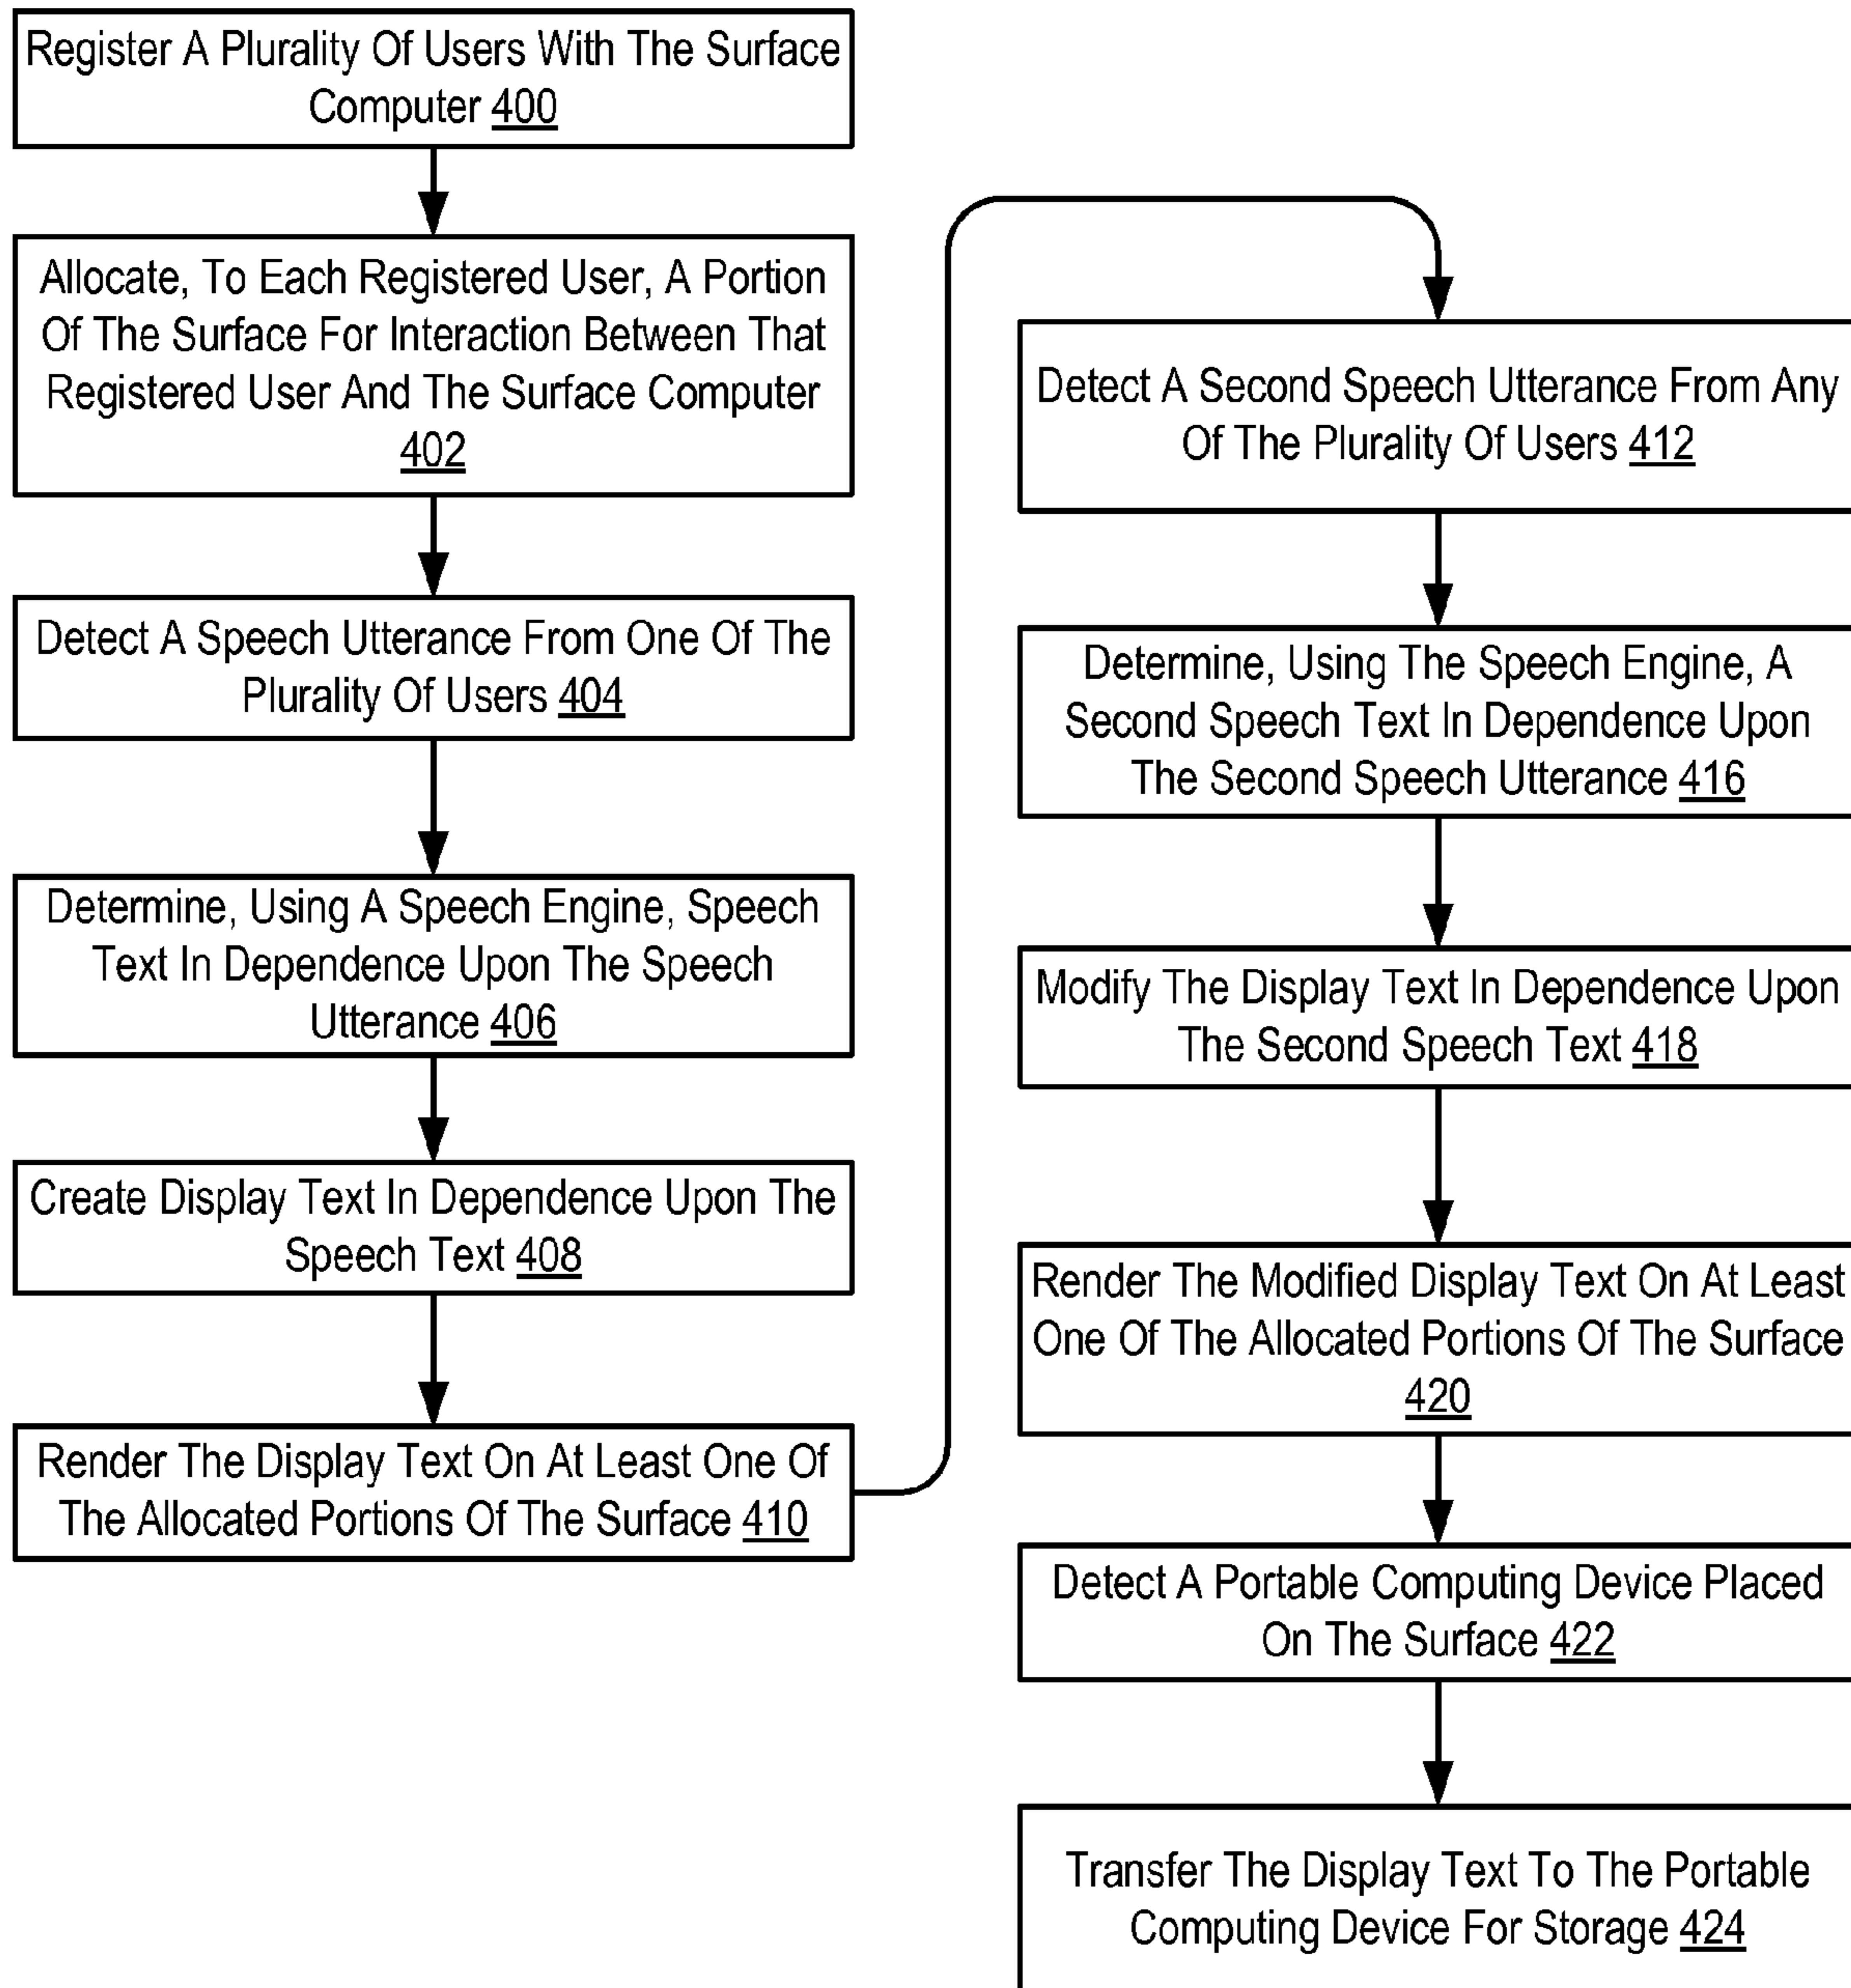 Register A Plurality Of Users With The Surface
Computer 400
Allocate, To Each Registered User, A Portion
Of The Surface For Interaction Between That
Registered User And The Surface Computer
402
Detect A Speech Utterance From One Of The
Plurality Of Users 404
Determine, Using A Speech Engine, Speech
Text In Dependence Upon The Speech
Utterance 406
Create Display Text In Dependence Upon The
Speech Text 408
Render The Display Text On At Least One Of
The Allocated Portions Of The Surface 410
Detect A Second Speech Utterance From Any
Of The Plurality Of Users 412
Determine, Using The Speech Engine, A
Second Speech Text In Dependence Upon
The Second Speech Utterance 416
Modify The Display Text In Dependence Upon
The Second Speech Text 418
Render The Modified Display Text On At Least
One Of The Allocated Portions Of The Surface
420
Detect A Portable Computing Device Placed
On The Surface 422
Transfer The Display Text To The Portable
Computing Device For Storage 424